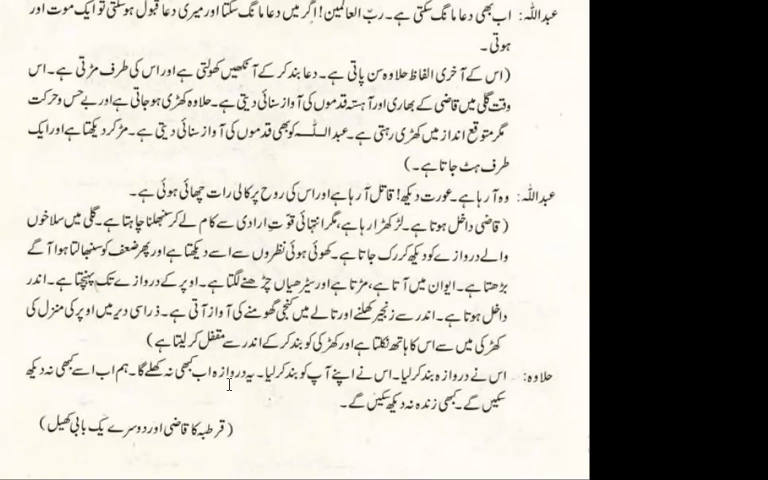 عبداللہ: اب بھی دعا مانگ سکتی ہے۔ ربّ العالمین! اگر میں دعا مانگ سکتا اور میری دعا قبول ہو سکتی تو ایک موت اور
ہوتی۔
(اس کے آخری الفاظ حلاوہ سن پاتی ہے۔ دعا بند کر کے آنکھیں کھولتی ہے اور اس کی طرف مڑتی ہے۔ اس
وقت گلی میں قاضی کے بھاری اور آہستہ قدموں کی آواز سنائی دیتی ہے۔ حلاوہ کھڑی ہو جاتی ہے اور بے حس و حرکت
مگر متوقع انداز میں کھڑی رہتی ہے۔ عبداللہ کو بھی قدموں کی آواز سنائی دیتی ہے۔ مڑ کر دیکھتا ہے اور ایک
طرف ہٹ جاتا ہے۔)
عبداللہ: وہ آ رہا ہے۔ عورت دیکھ! قاتل آ رہا ہے اور اس کی روح پر کالی رات چھائی ہوئی ہے۔
(قاضی داخل ہوتا ہے۔ لڑکھڑا رہا ہے، مگر انتہائی قوّتِ ارادی سے کام لے کر سنبھلنا چاہتا ہے۔ گلی میں سلاخوں
والے دروازے کو دیکھ کر رک جاتا ہے۔ کھوئی ہوئی نظروں سے اسے دیکھتا ہے اور پھر ضعف کو سنبھالتا ہوا آگے
بڑھتا ہے۔ ایوان میں آتا ہے، مڑتا ہے اور سیڑھیاں چڑھنے لگتا ہے۔ اوپر کے دروازے تک پہنچتا ہے۔ اندر
داخل ہوتا ہے۔ اندر سے زنجیر کھلنے اور تالے میں کنجی گھومنے کی آواز آتی ہے۔ ذرا سی دیر میں اوپر کی منزل کی
کھڑکی میں سے اس کا ہاتھ نکلتا ہے اور کھڑکی کو بند کر کے اندر سے مقفل کر لیتا ہے)
حلاوہ: اس نے دروازہ بند کر لیا۔ اس نے اپنے آپ کو بند کر لیا۔ یہ دروازہ اب کبھی نہ کھلے گا۔ ہم اب اسے کبھی نہ دیکھ
سکیں گے۔ کبھی زندہ نہ دیکھ سکیں گے۔
(قرطبہ کا قاضی اور دوسرے یک بابی کھیل)